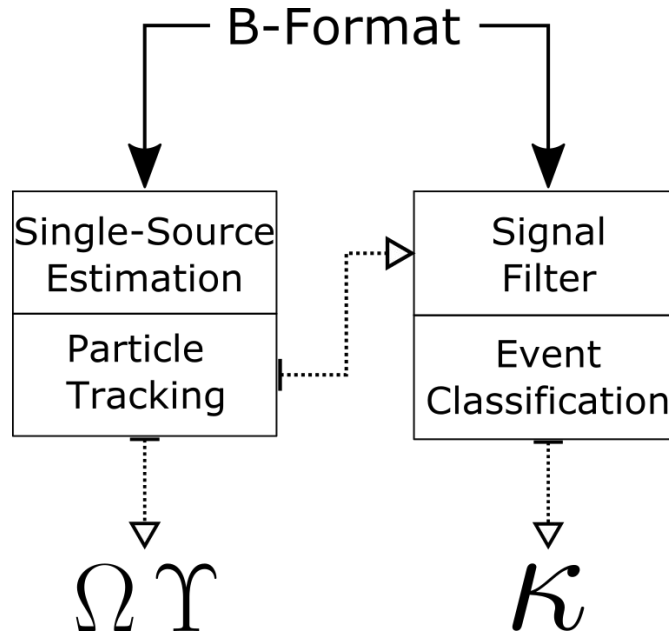 B-Format
Single-Source
Estimation
Particle
Tracking
Signal
Filter
Event
Classification
Ω ϒ
κ